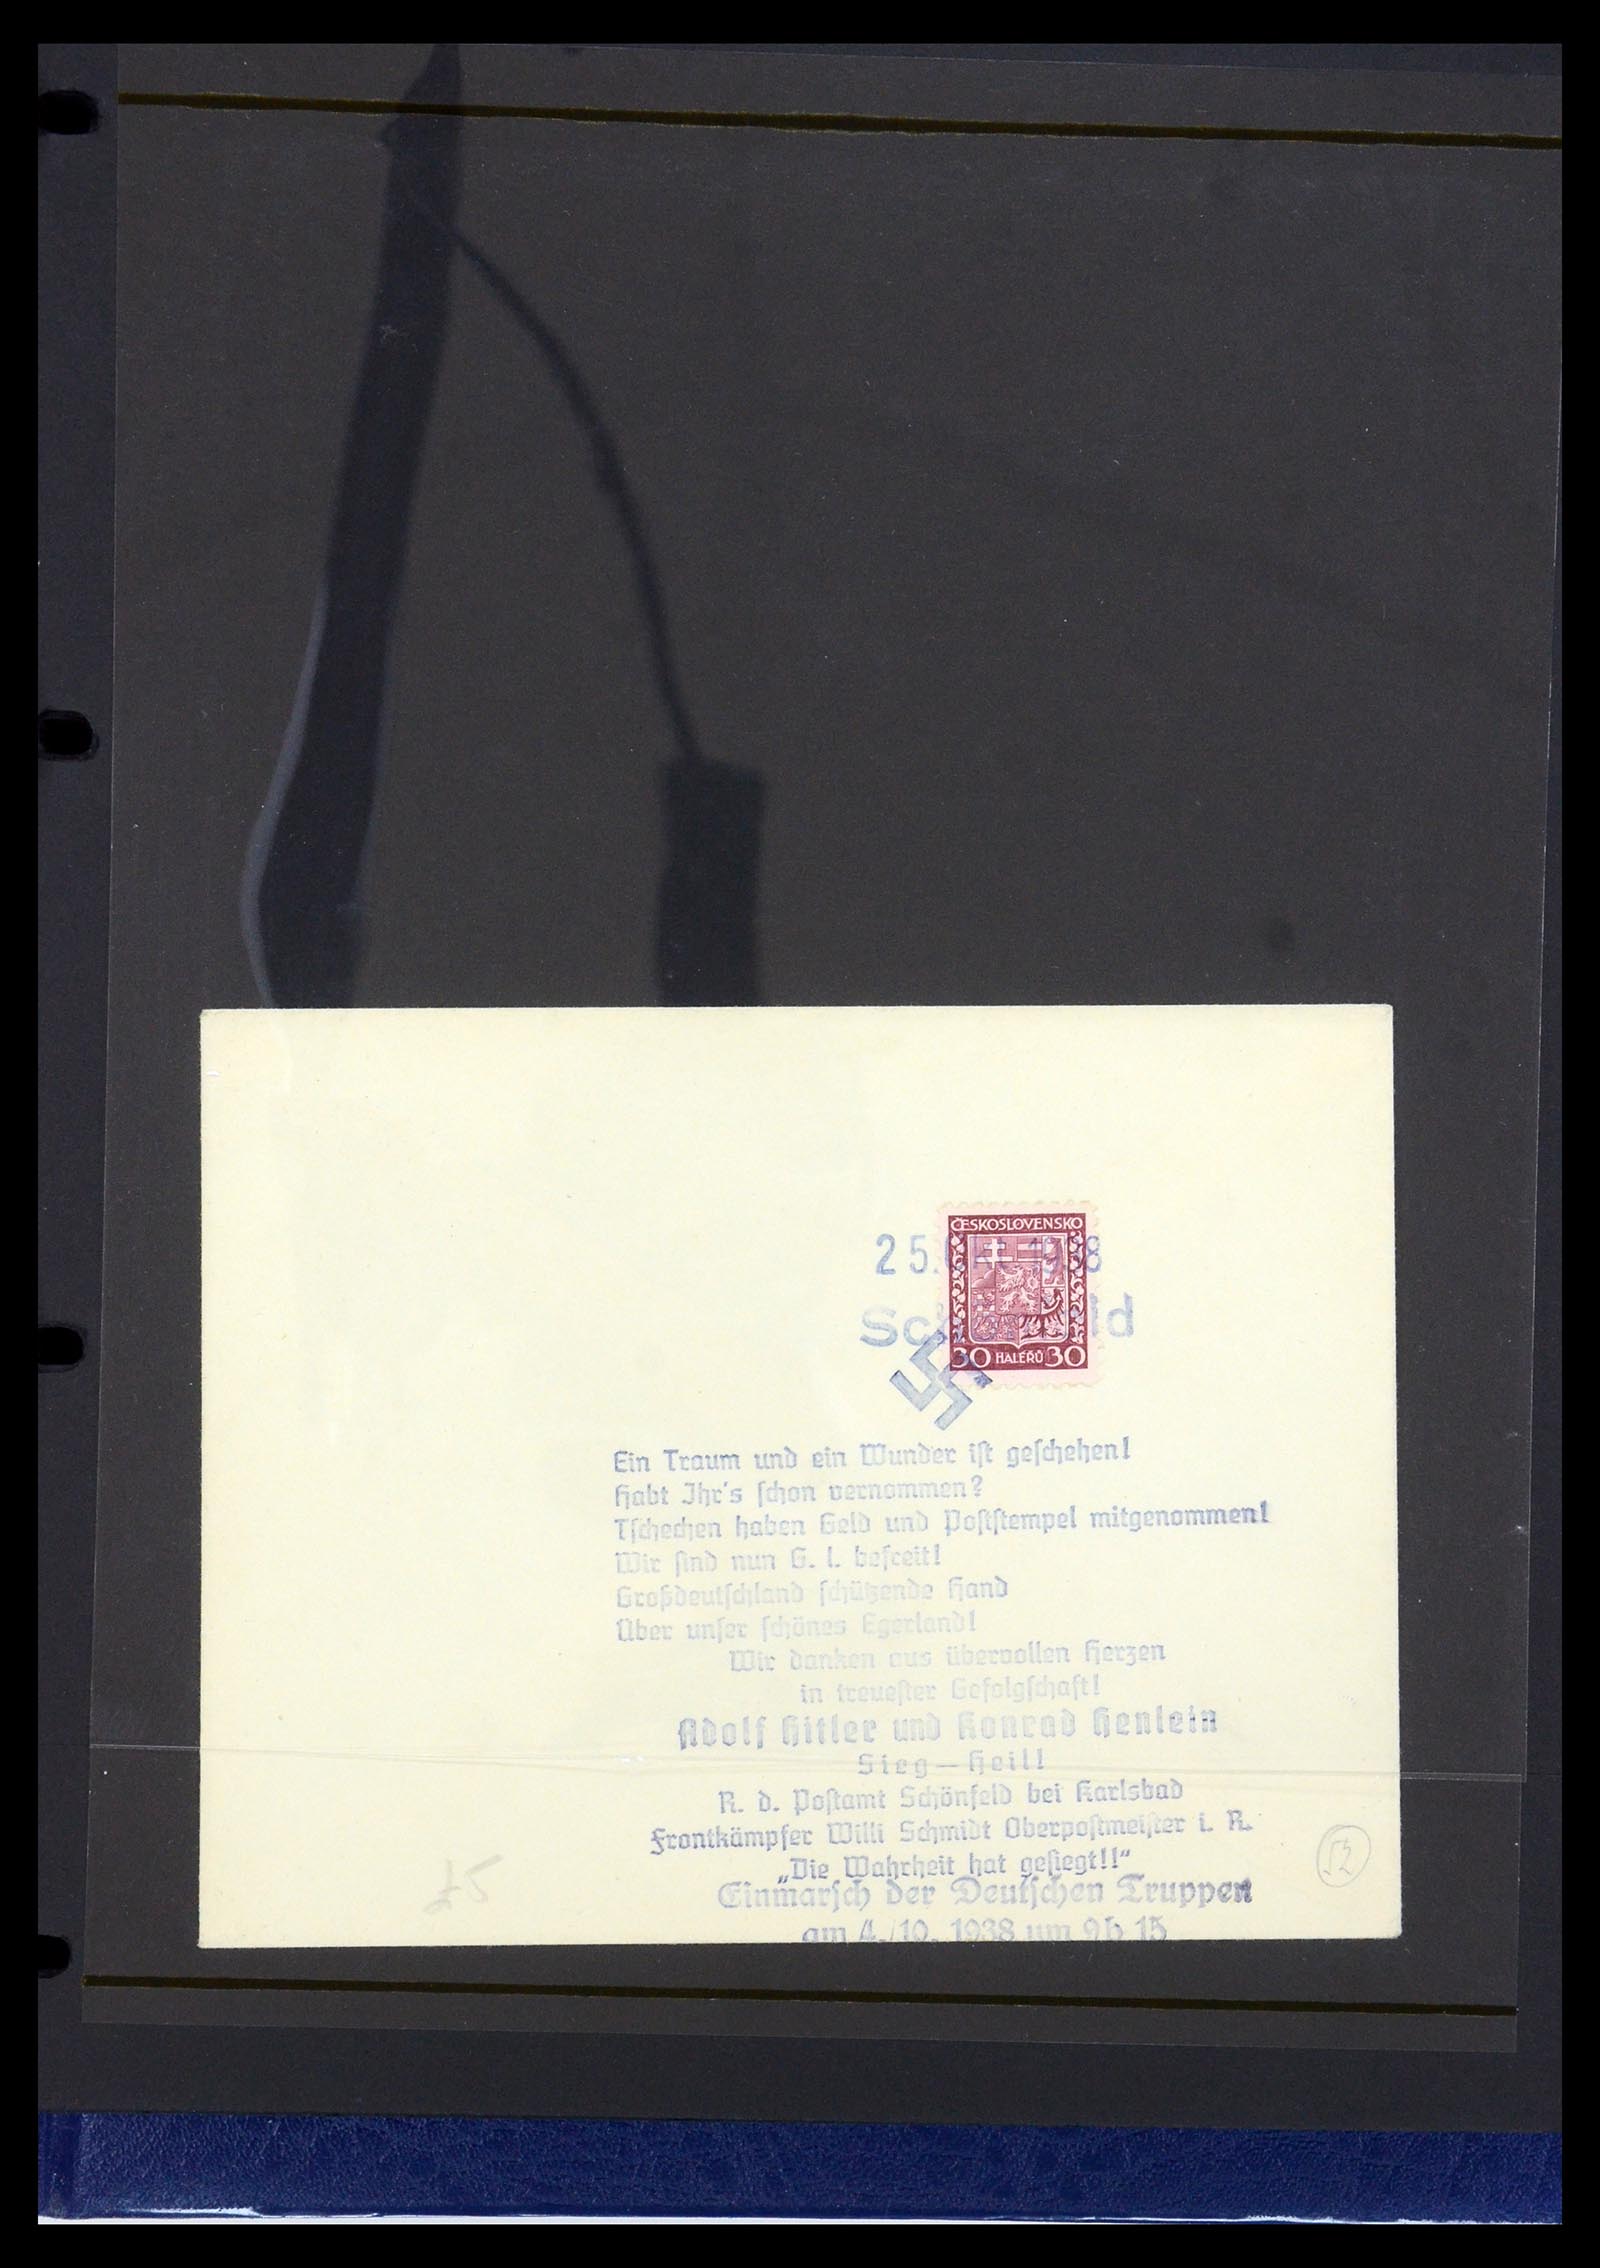 ČESKOSLOVENSKO
25. 1938
Sch ld
30 HALÉŘŮ 30
Ein Traum und ein Wunder ist geschehen!
Habt Ihr's schon vernommen?
Tschechen haben Geld und Poststempel mitgenommen!
Wir sind nun G. l. befreit!
Großdeutschland schützende Hand
Über unser schönes Egerland!
Wir danken aus übervollen Herzen
in treuester Gefolgschaft!
Adolf Hitler und Konrad Henlein
Sieg—Heil!
R. d. Postamt Schönfeld bei Karlsbad
Frontkämpfer Willi Schmidt Oberpostmeister i. R.
„Die Wahrheit hat gesiegt!!"
Einmarsch der Deutschen Truppen
am 4./10. 1938 um 9h 15